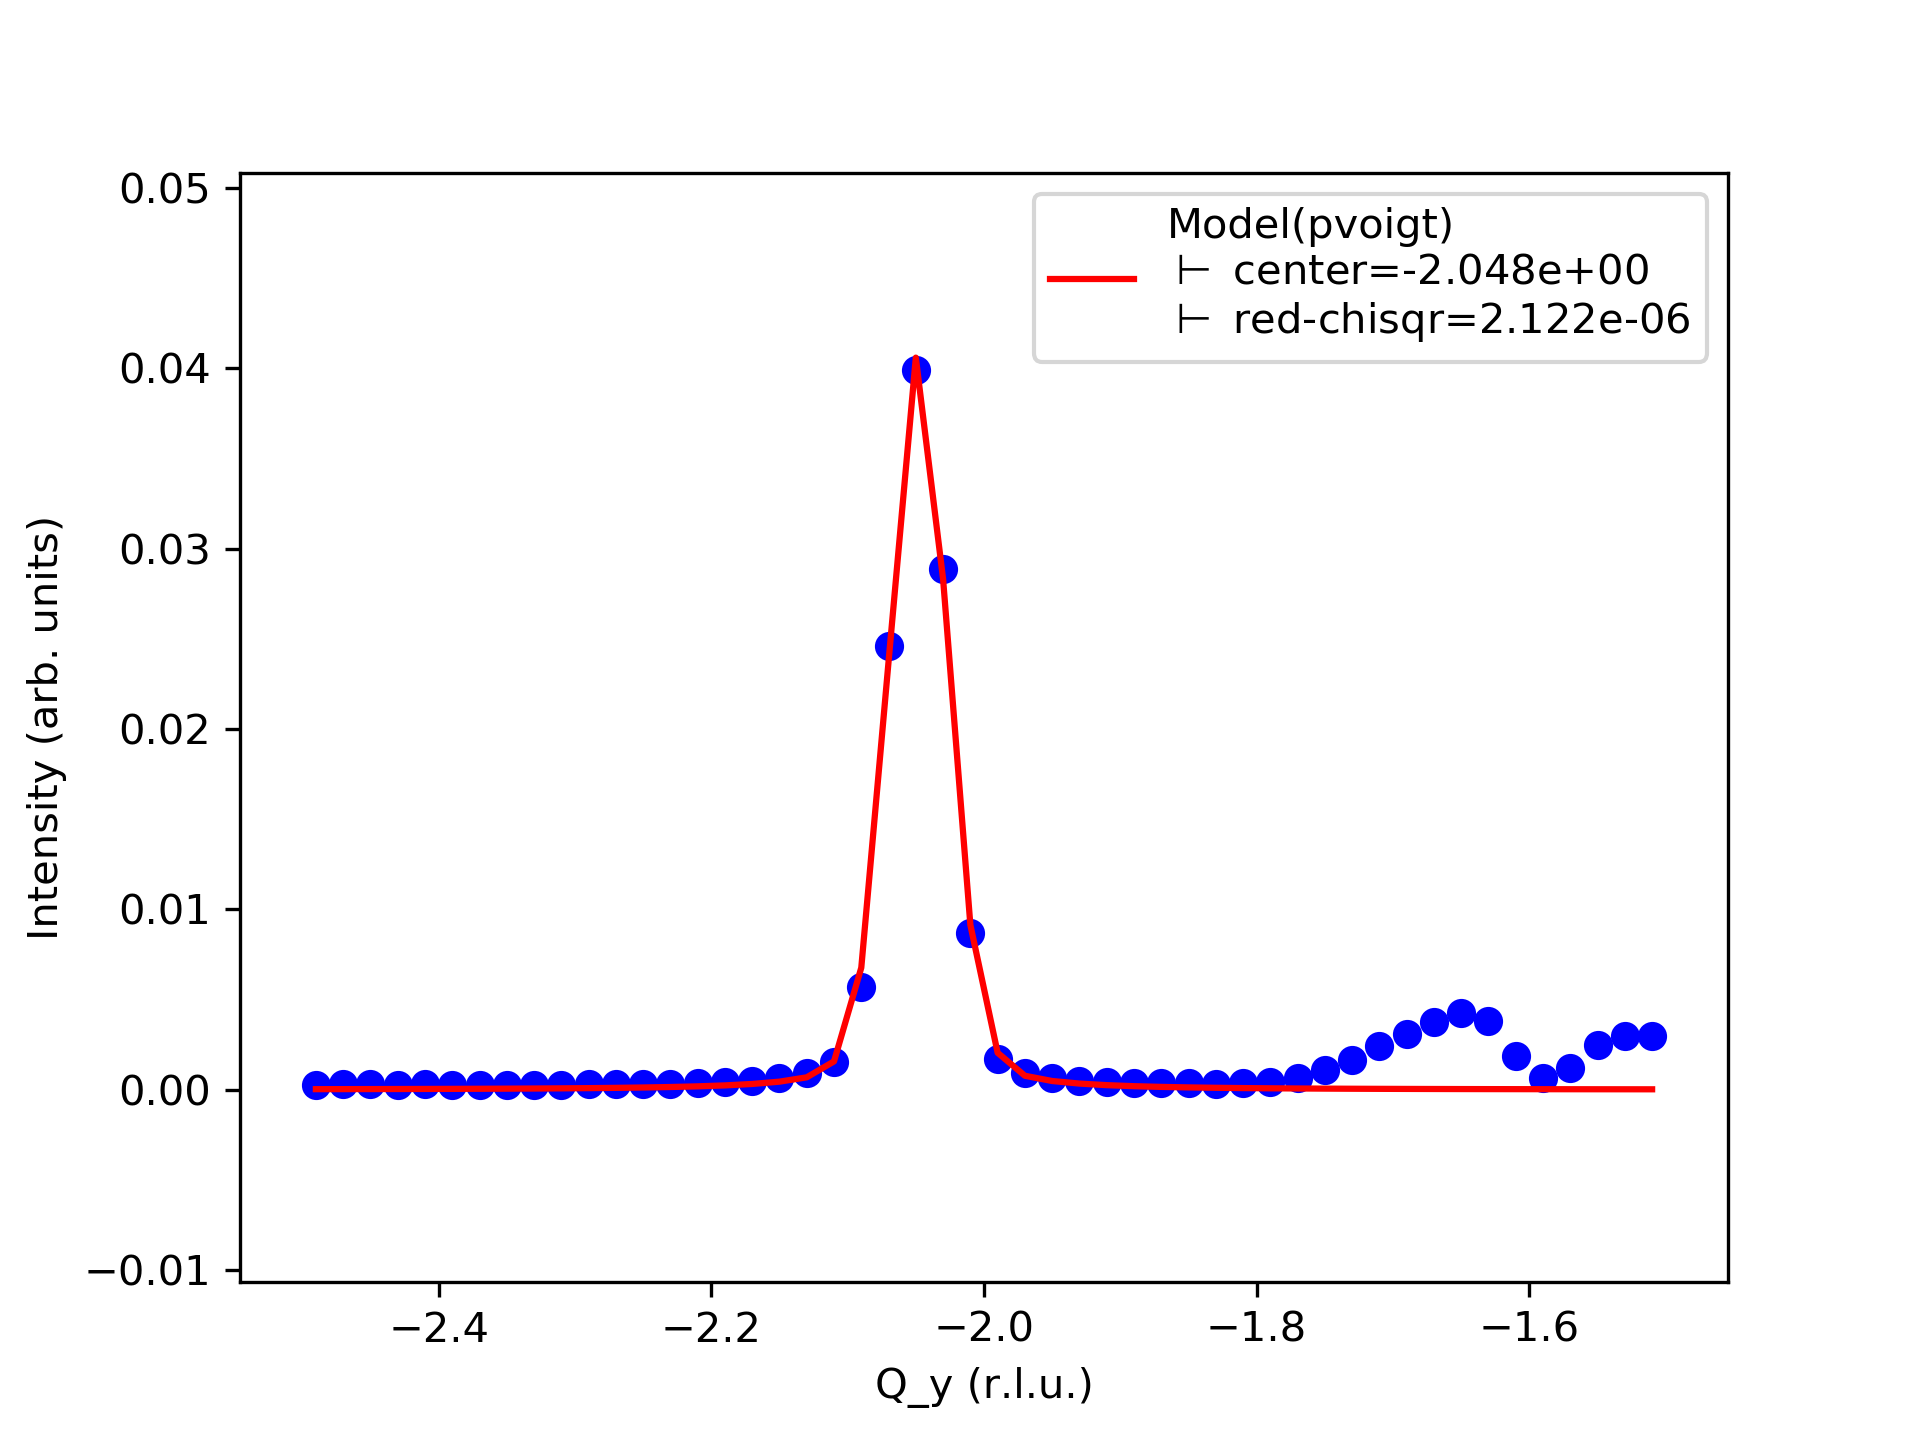 0.05
0.04
0.03
0.02
0.01
0.00
−0.01
Intensity (arb. units)
Model(pvoigt)
⊢ center=-2.048e+00
⊢ red-chisqr=2.122e-06
−2.4 −2.2 −2.0 −1.8 −1.6
Q_y (r.l.u.)